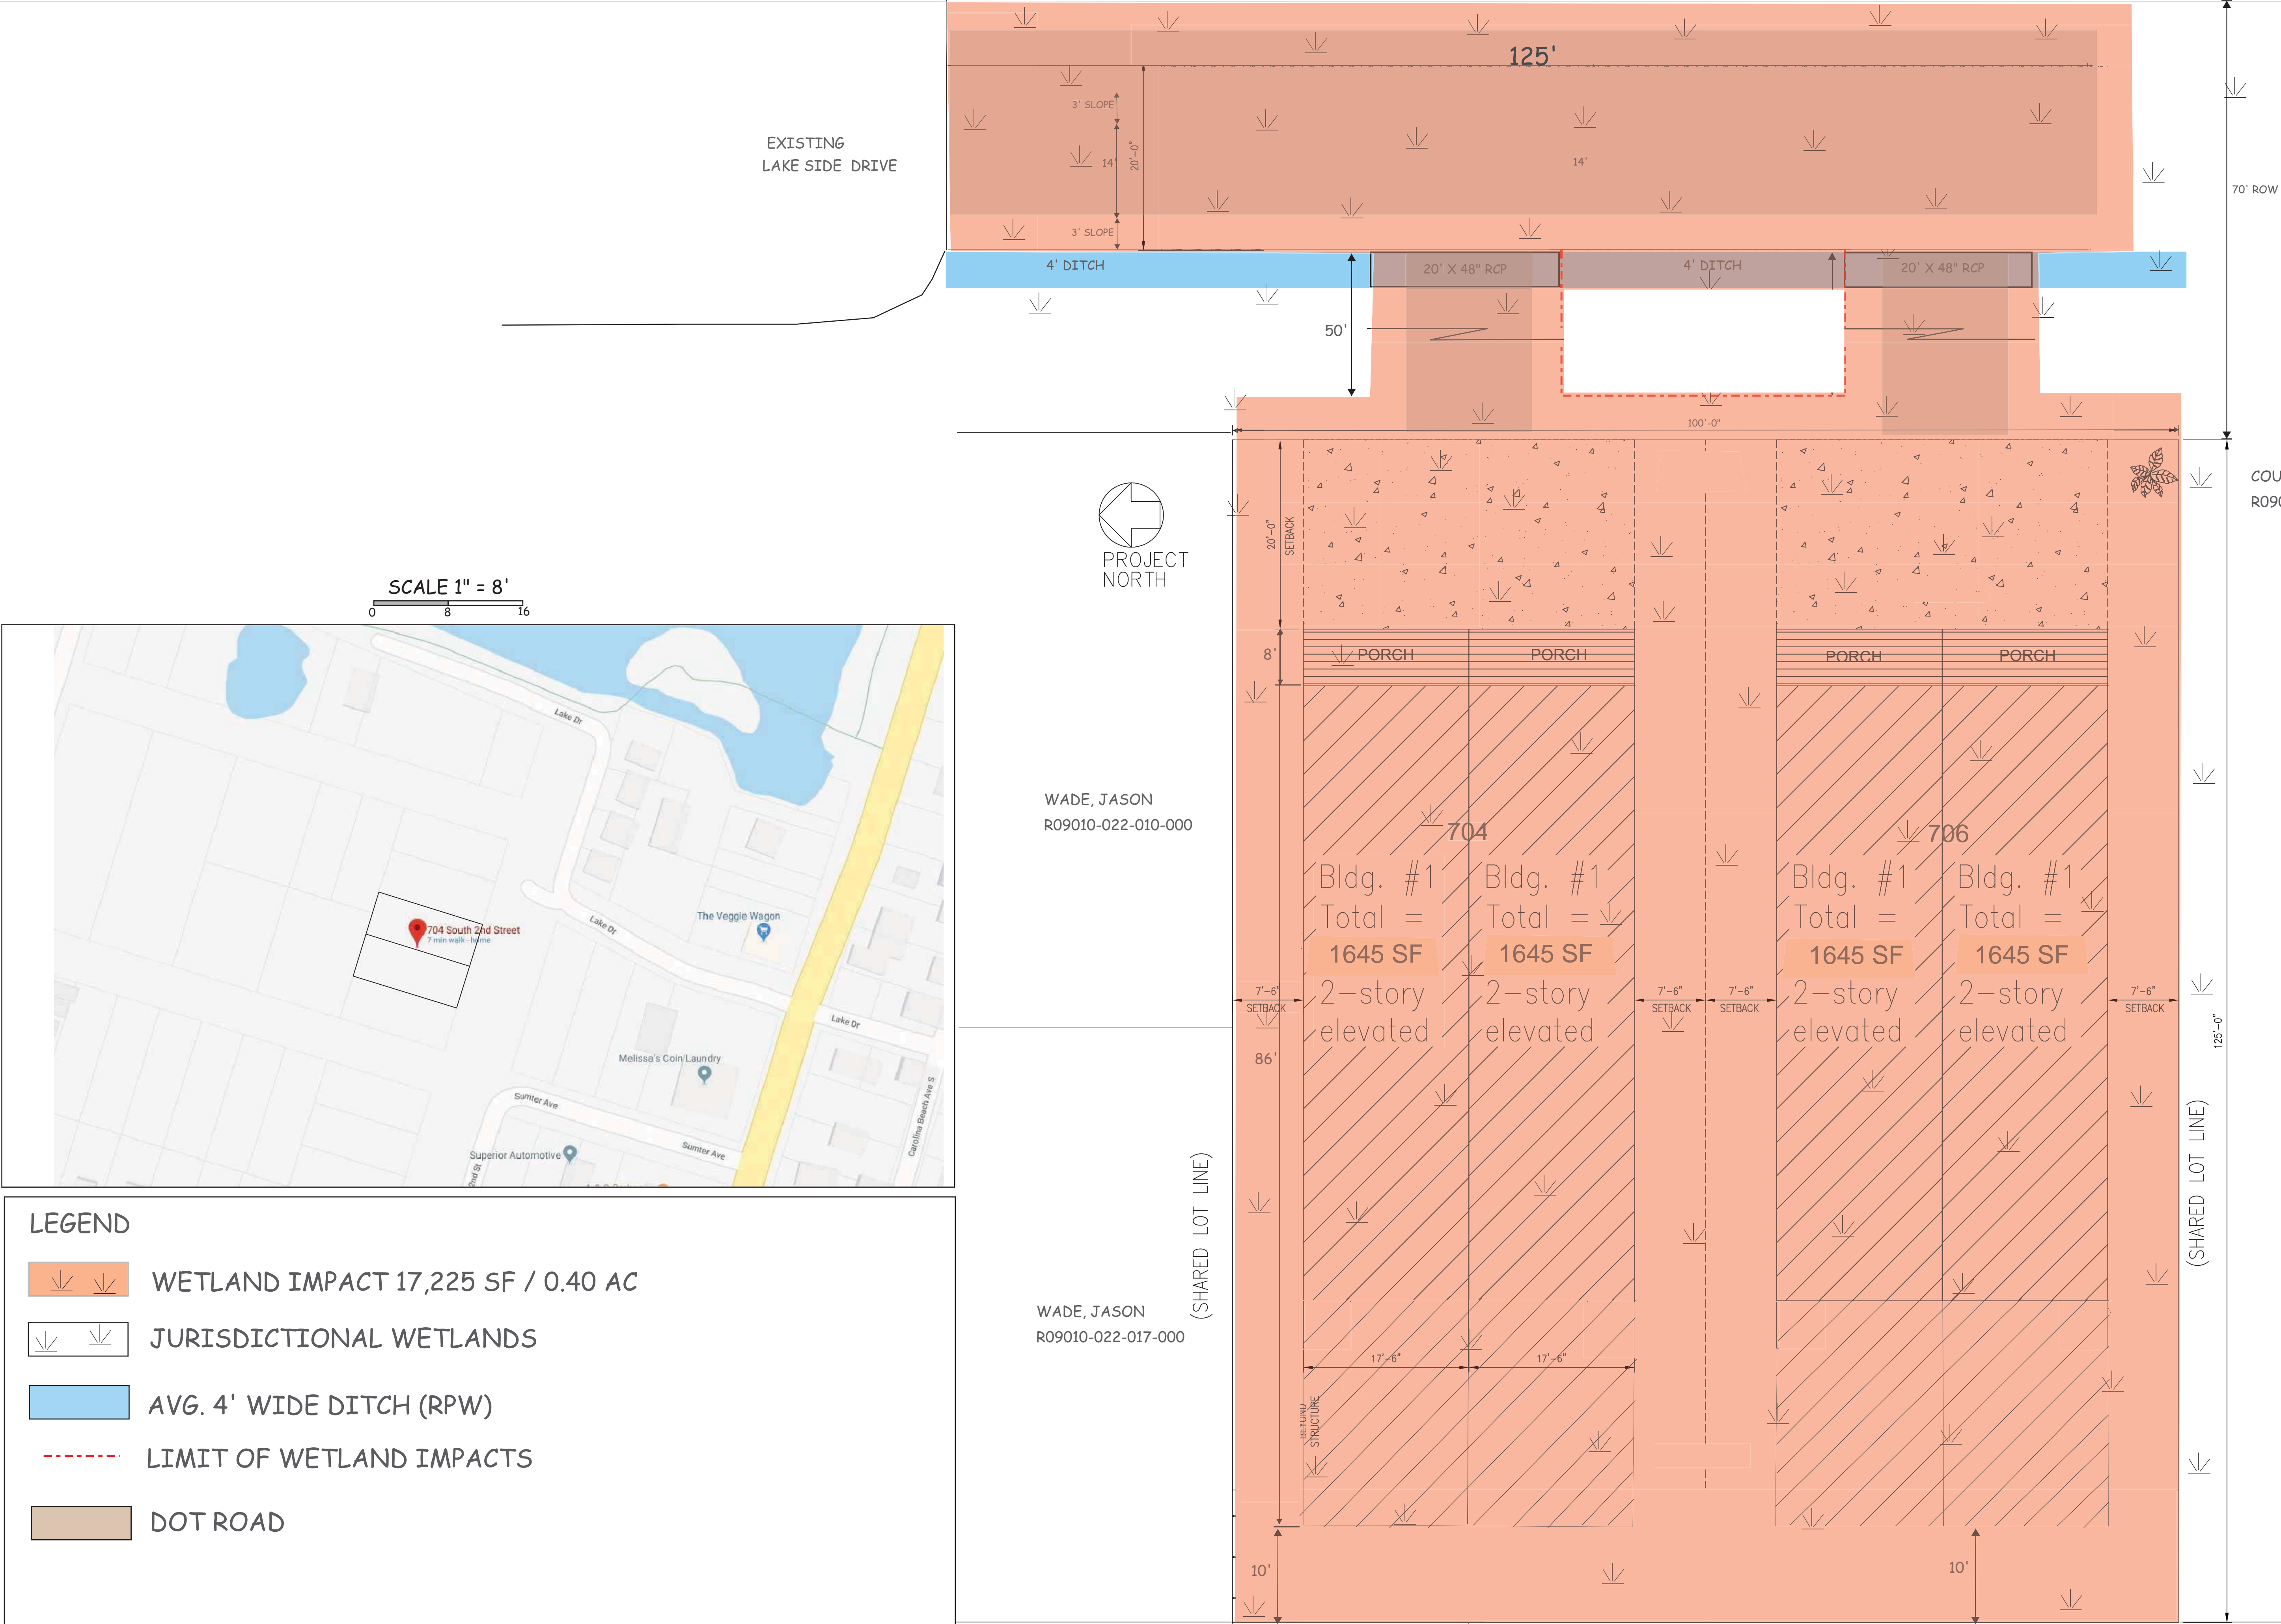 125'
3' SLOPE
14'
20'-0"
14'
3' SLOPE
EXISTING
LAKE SIDE DRIVE
70' ROW
4' DITCH
20' X 48" RCP
4' DITCH
20' X 48" RCP
50'
100'-0"
COU
R090
20'-0"
SETBACK
PROJECT
NORTH
SCALE 1" = 8'
0 8 16
8'
PORCH
PORCH
PORCH
PORCH
Lake Dr
Lake Dr
The Veggie Wagon
704 South 2nd Street
7 min walk - home
Lake Dr
Melissa's Coin Laundry
Sumter Ave
Sumter Ave
Superior Automotive
2nd St
Carolina Beach Ave S
WADE, JASON
R09010-022-010-000
704
706
Bldg. #1
Total =
1645 SF
2-story
elevated
Bldg. #1
Total =
1645 SF
2-story
elevated
Bldg. #1
Total =
1645 SF
2-story
elevated
Bldg. #1
Total =
1645 SF
2-story
elevated
7'-6"
SETBACK
7'-6"
SETBACK
7'-6"
SETBACK
7'-6"
SETBACK
125'-0"
86'
(SHARED LOT LINE)
(SHARED LOT LINE)
WADE, JASON
R09010-022-017-000
17'-6"
17'-6"
BEYOND
STRUCTURE
10'
10'
LEGEND
WETLAND IMPACT 17,225 SF / 0.40 AC
JURISDICTIONAL WETLANDS
AVG. 4' WIDE DITCH (RPW)
LIMIT OF WETLAND IMPACTS
DOT ROAD